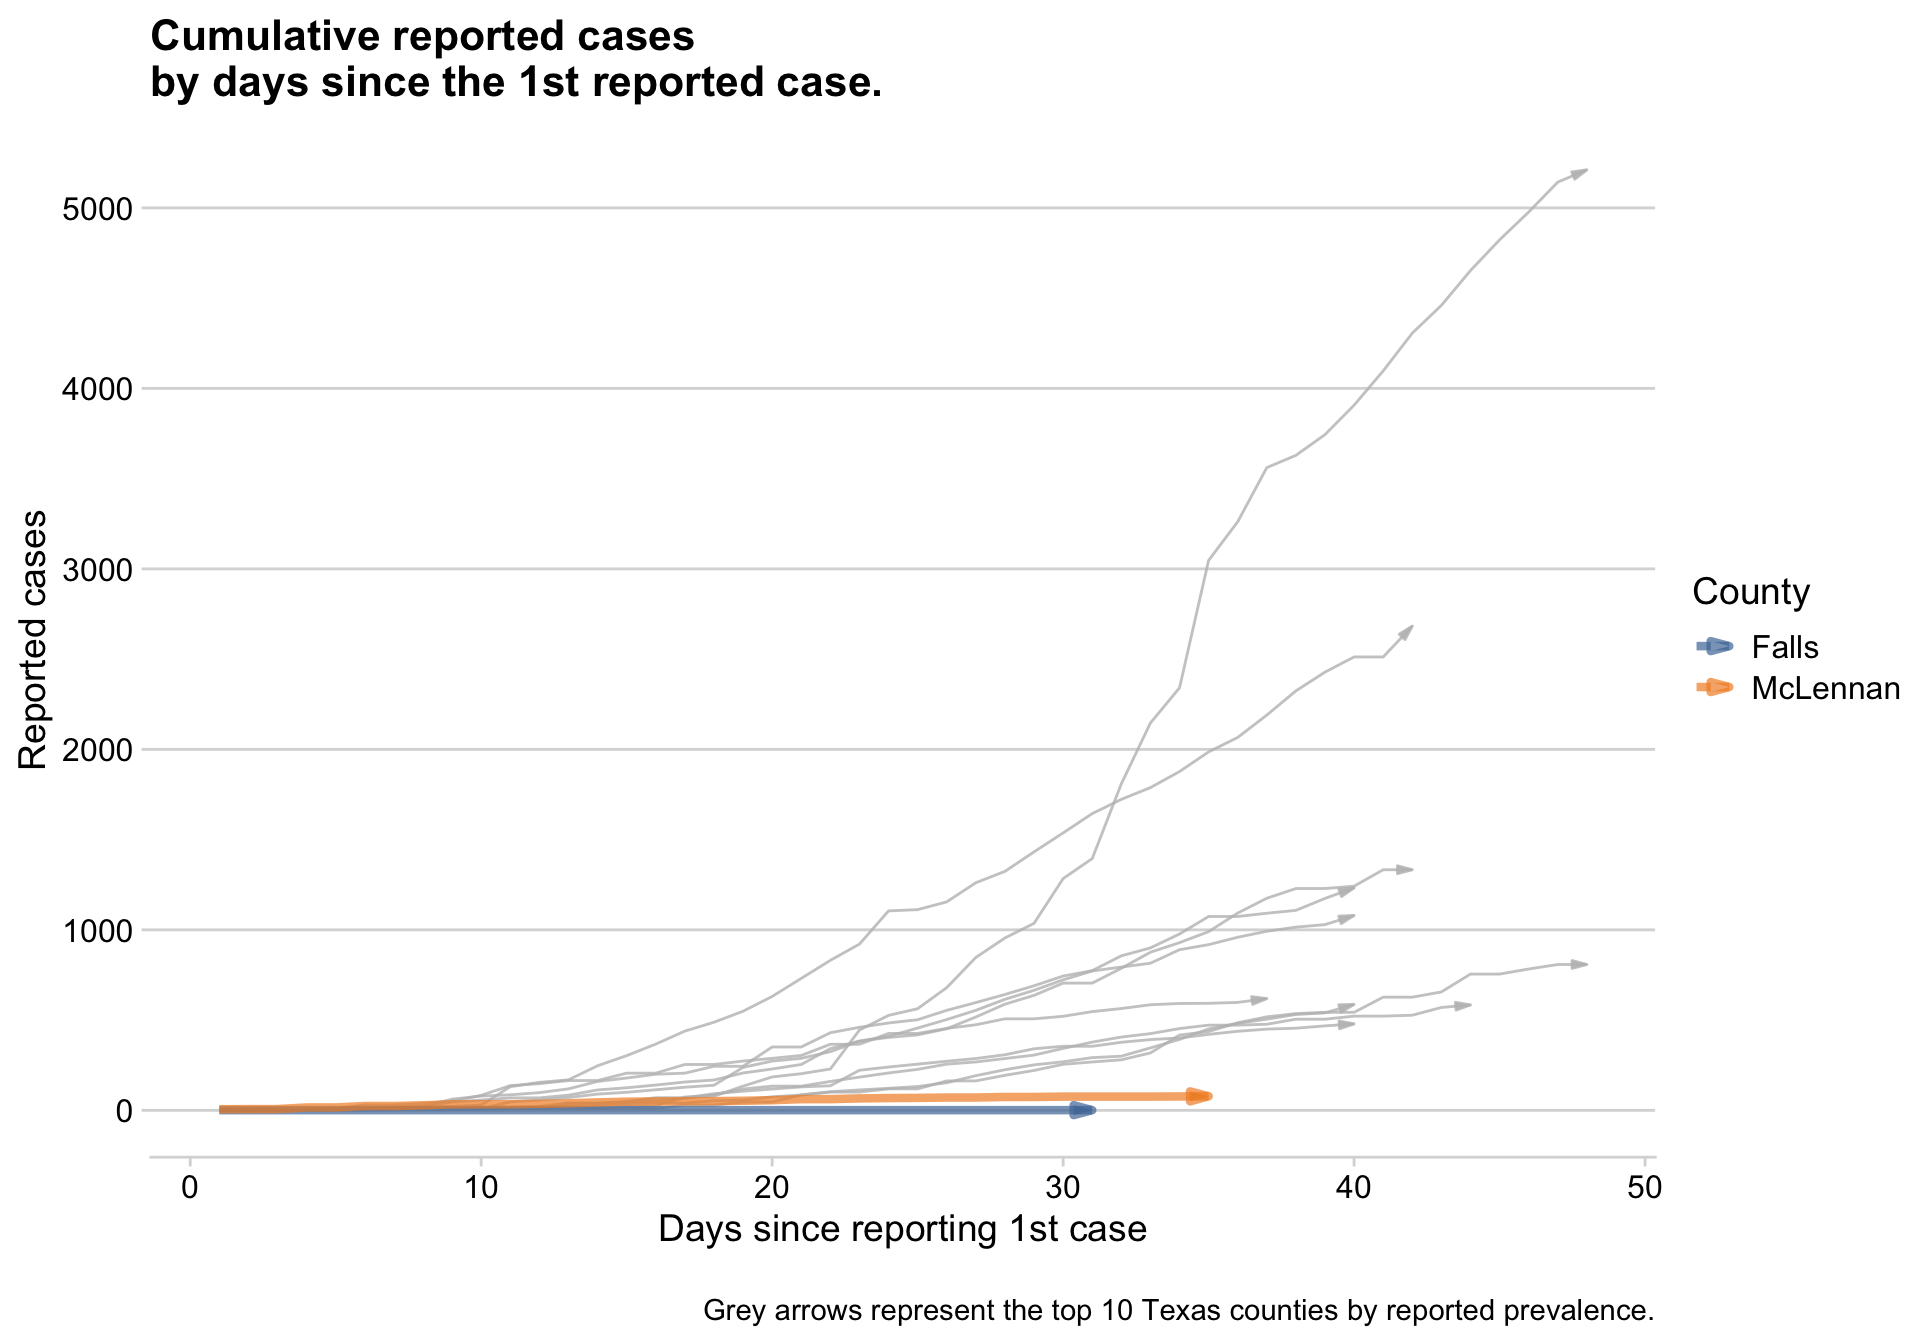 Cumulative reported cases
by days since the 1st reported case.
5000
4000
3000
2000
1000
0
Reported cases
0 10 20 30 40 50
Days since reporting 1st case
County
Falls
McLennan
Grey arrows represent the top 10 Texas counties by reported prevalence.